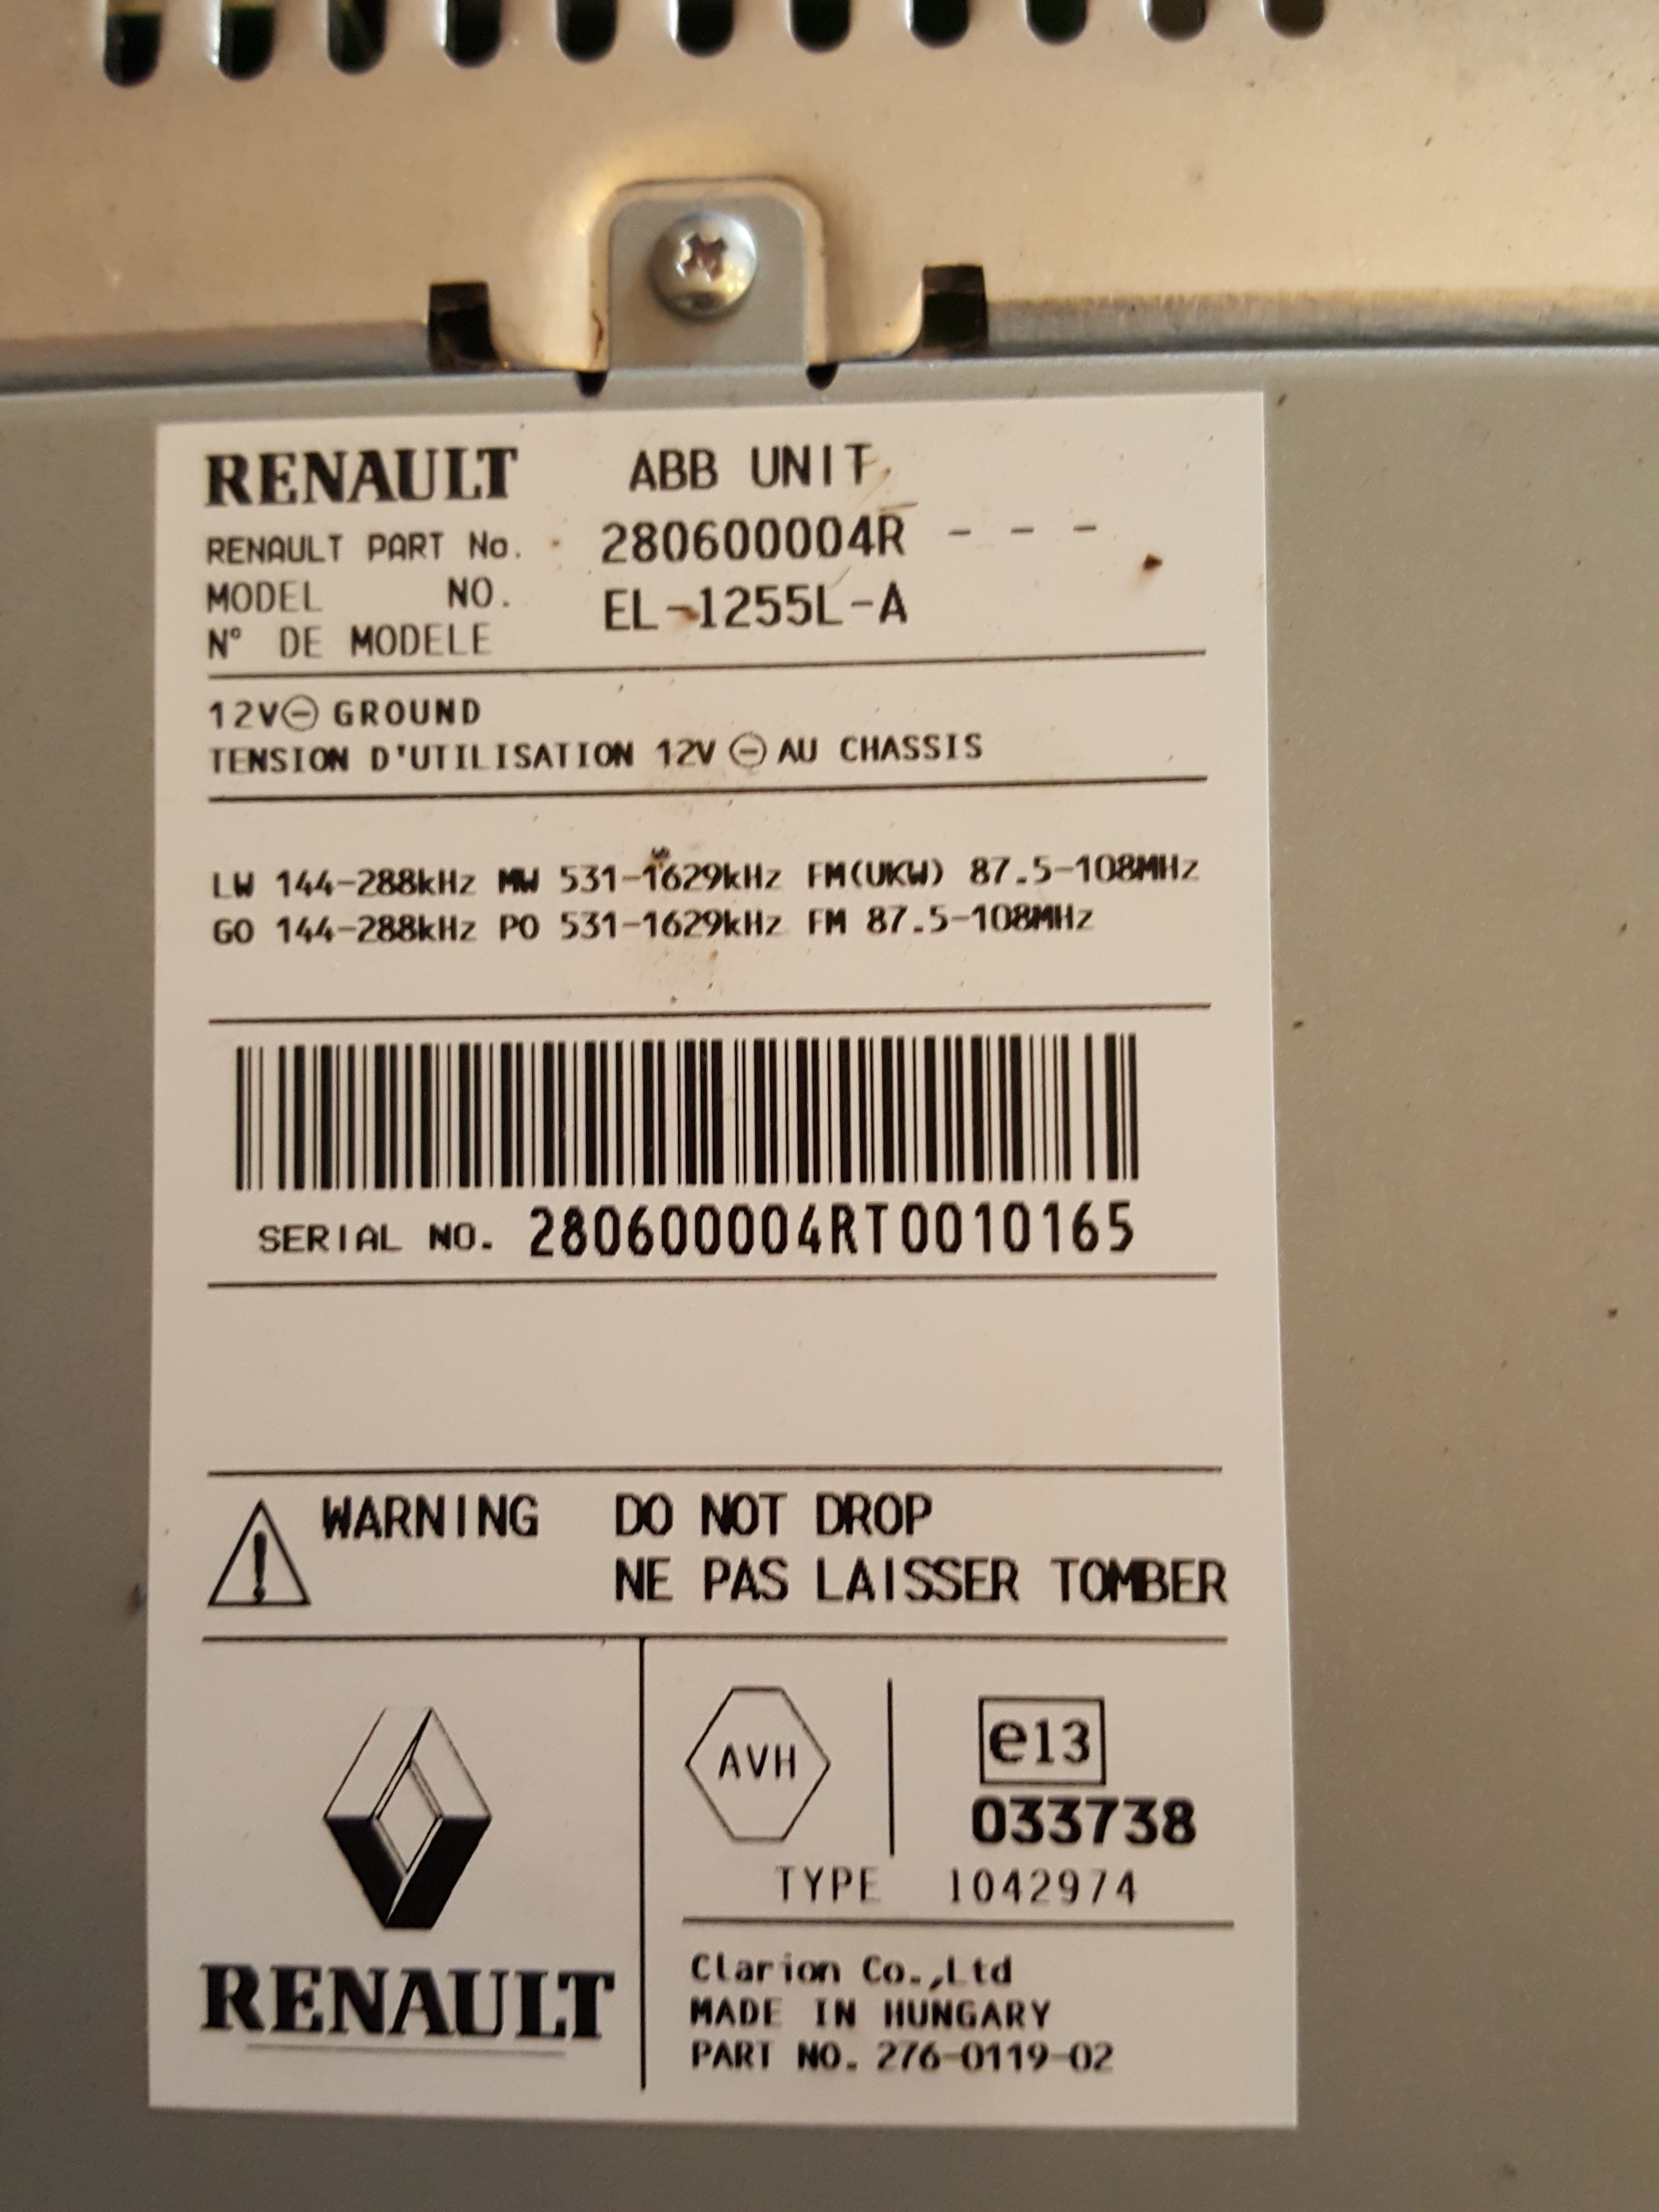 RENAULT ABB UNIT
RENAULT PART No. 280600004R - - -
MODEL NO. EL-1255L-A
N° DE MODELE
12V⊖ GROUND
TENSION D'UTILISATION 12V ⊖ AU CHASSIS
LW 144-288kHz MW 531-1629kHz FM(UKW) 87.5-108MHz
GO 144-288kHz PO 531-1629kHz FM 87.5-108MHz
SERIAL NO. 280600004RT0010165
WARNING DO NOT DROP
NE PAS LAISSER TOMBER
RENAULT
AVH
e13
033738
TYPE 1042974
Clarion Co.,Ltd
MADE IN HUNGARY
PART NO. 276-0119-02